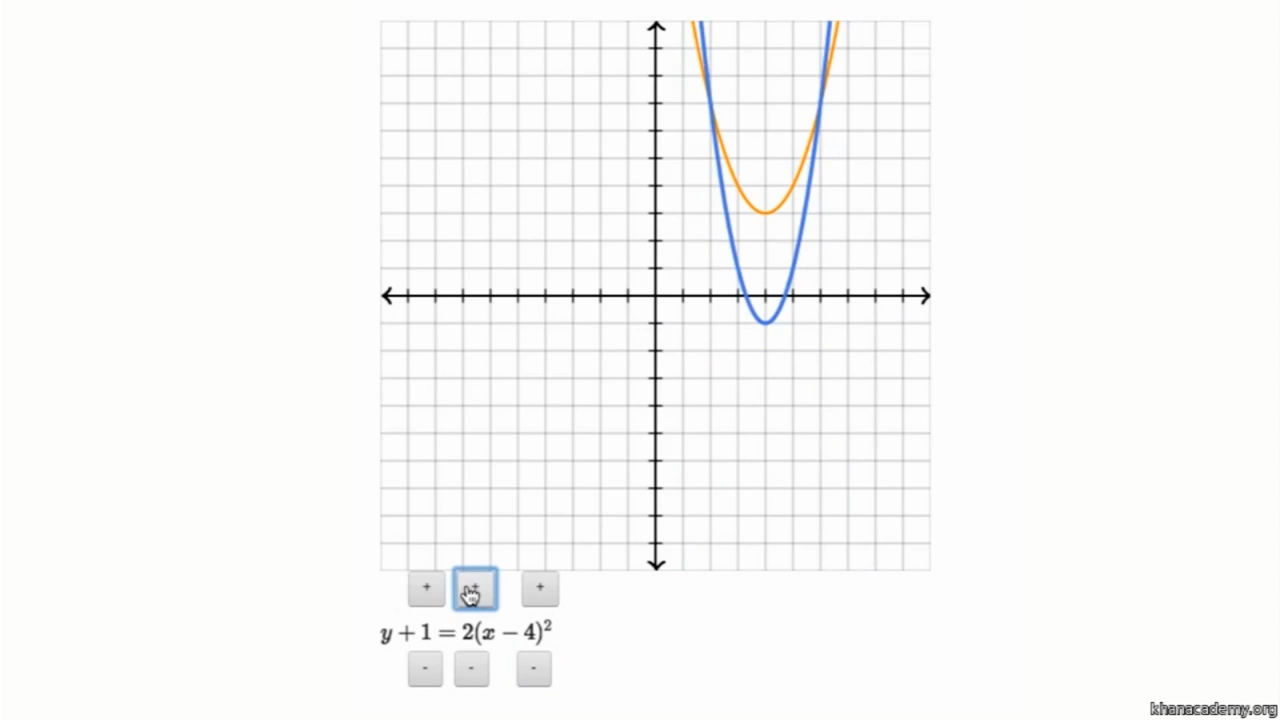 + + +
y + 1 = 2(x − 4)²
- - -
khanacademy.org